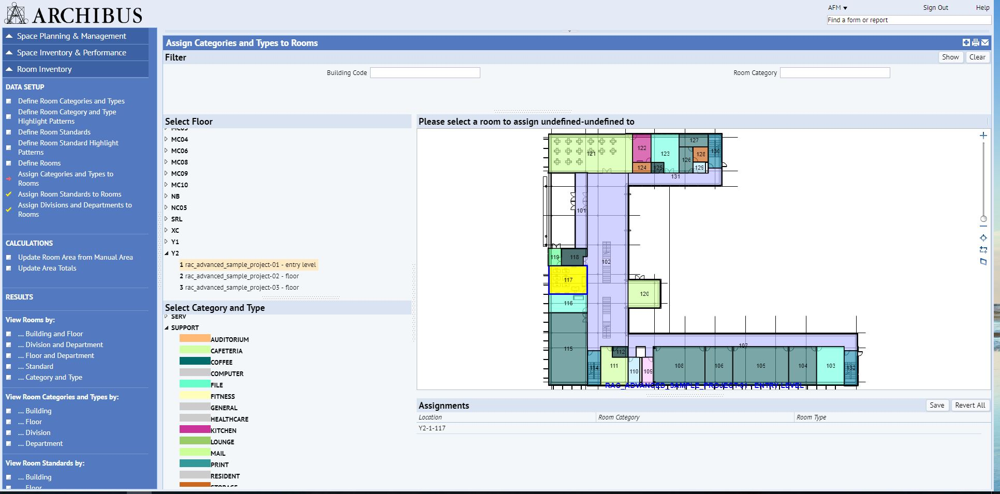 ARCHIBUS
AFM
Sign Out
Help
Find a form or report
Space Planning & Management
Space Inventory & Performance
Room Inventory
DATA SETUP
Define Room Categories and Types
Define Room Category and Type
Highlight Patterns
Define Room Standards
Define Room Standard Highlight
Patterns
Define Rooms
Assign Categories and Types to
Rooms
Assign Room Standards to Rooms
Assign Divisions and Departments to
Rooms
CALCULATIONS
Update Room Area from Manual Area
Update Area Totals
RESULTS
View Rooms by:
... Building and Floor
... Division and Department
... Floor and Department
... Standard
... Category and Type
View Room Categories and Types by:
... Building
... Floor
... Division
... Department
View Room Standards by:
... Building
... Floor
Assign Categories and Types to Rooms
Filter
Show
Clear
Building Code
Room Category
Select Floor
MC04
MC06
MC08
MC09
MC10
NB
NC05
SRL
XC
Y1
Y2
1 rac_advanced_sample_project-01 - entry level
2 rac_advanced_sample_project-02 - floor
3 rac_advanced_sample_project-03 - floor
Select Category and Type
SERV
SUPPORT
AUDITORIUM
CAFETERIA
COFFEE
COMPUTER
FILE
FITNESS
GENERAL
HEALTHCARE
KITCHEN
LOUNGE
MAIL
PRINT
RESIDENT
STORAGE
Please select a room to assign undefined-undefined to
121
122
123
124
125
126
127
128
129
131
101
102
119
118
117
116
115
120
107
112
111
110
109
108
106
105
104
103
114
RAC_ADVANCED_SAMPLE_PROJECT-01 - ENTRY LEVEL
Assignments
Save
Revert All
Location
Room Category
Room Type
Y2-1-117